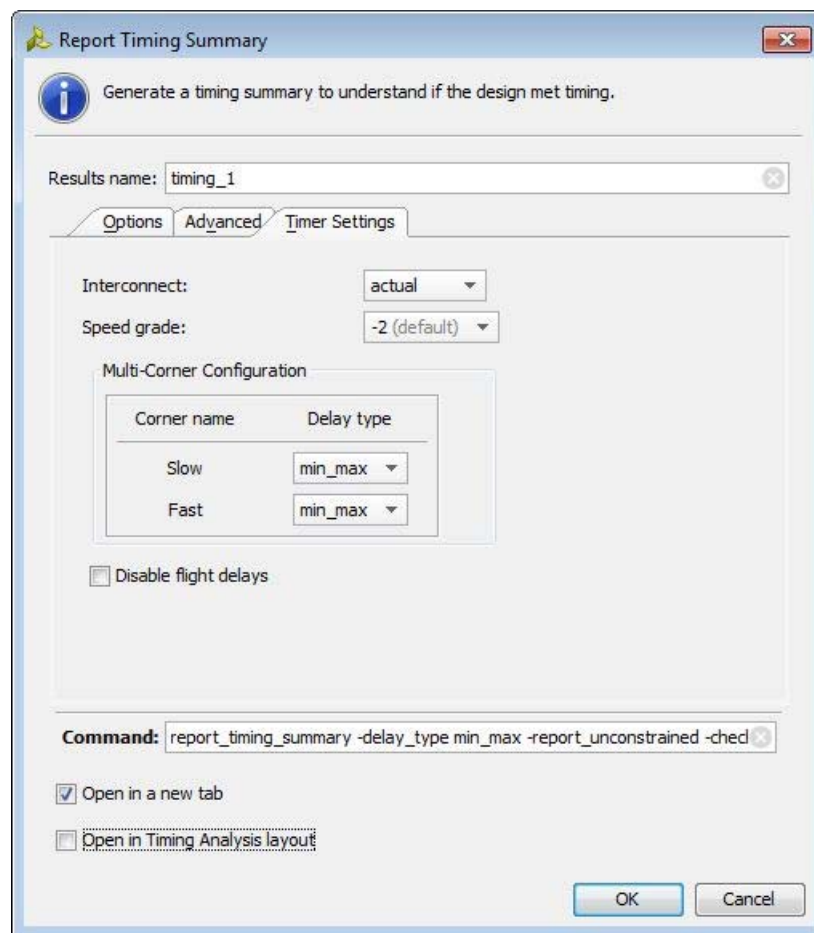 Report Timing Summary
Generate a timing summary to understand if the design met timing.
Results name: timing_1
Options Advanced Timer Settings
Interconnect: actual
Speed grade: -2 (default)
Multi-Corner Configuration
Corner name Delay type
Slow min_max
Fast min_max
Disable flight delays
Command: report_timing_summary -delay_type min_max -report_unconstrained -chec
Open in a new tab
Open in Timing Analysis layout
OK Cancel